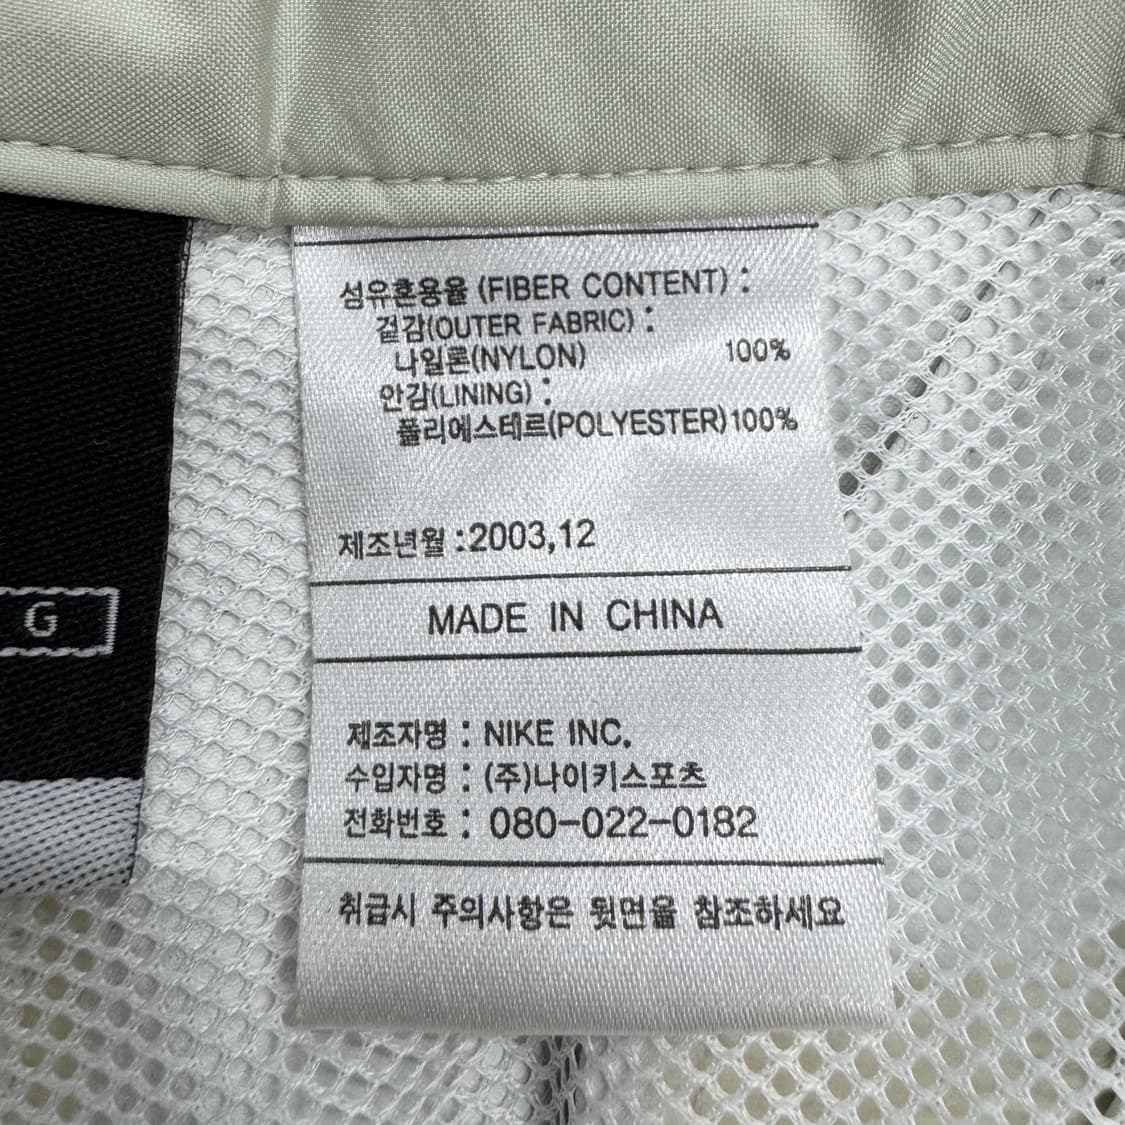 섬유혼용율 (FIBER CONTENT) :
겉감(OUTER FABRIC) :
나일론(NYLON) 100%
안감(LINING) :
폴리에스테르(POLYESTER)100%
제조년월 :2003,12
G
MADE IN CHINA
제조자명 : NIKE INC.
수입자명 : (주)나이키스포츠
전화번호 : 080-022-0182
취급시 주의사항은 뒷면을 참조하세요